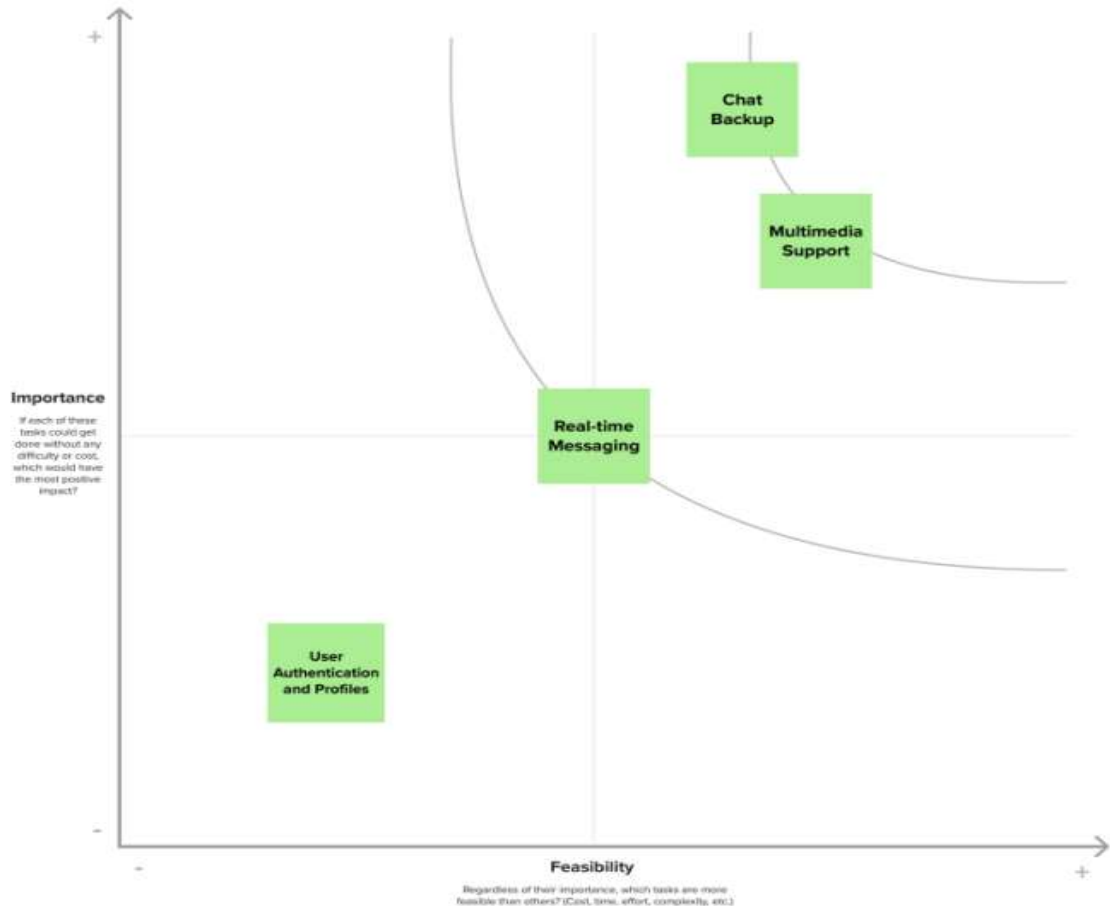 +
Chat
Backup
Multimedia
Support
Importance
If each of these
tasks could get
done without any
difficulty or cost,
which would have
the most positive
impact?
Real-time
Messaging
User
Authentication
and Profiles
-
-
Feasibility
+
Regardless of their importance, which tasks are more
feasible than others? (Cost, time, effort, complexity, etc.)